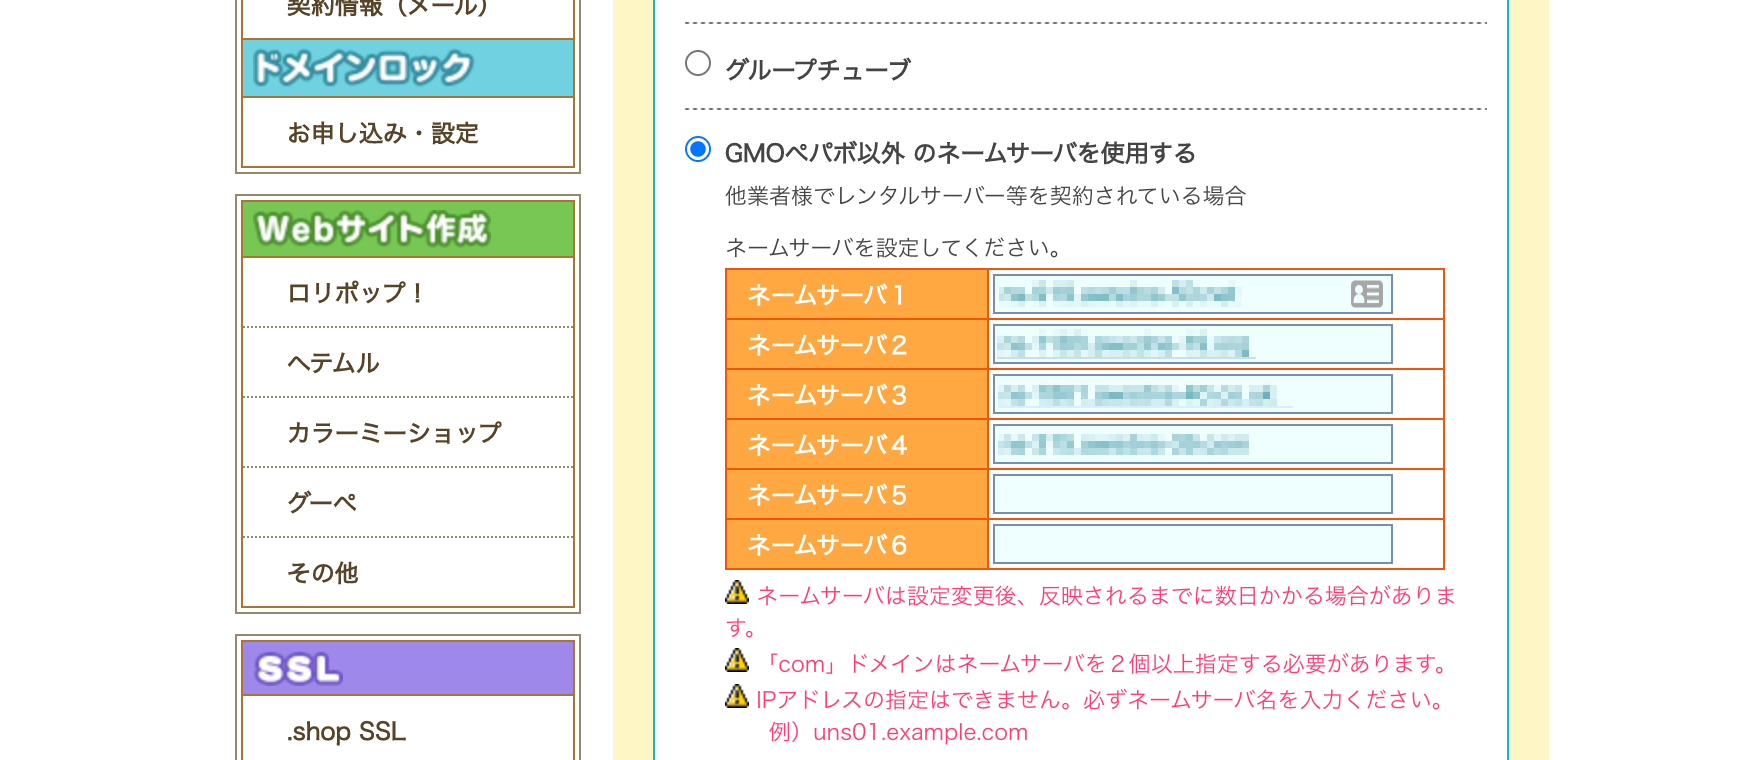 契約情報（メール）
ドメインロック
お申し込み・設定
Webサイト作成
ロリポップ！
ヘテムル
カラーミーショップ
グーペ
その他
SSL
.shop SSL
グループチューブ
GMOペパボ以外 のネームサーバを使用する
他業者様でレンタルサーバー等を契約されている場合
ネームサーバを設定してください。
ネームサーバ1
ネームサーバ2
ネームサーバ3
ネームサーバ4
ネームサーバ5
ネームサーバ6
ネームサーバは設定変更後、反映されるまでに数日かかる場合がありま
す。
「com」ドメインはネームサーバを２個以上指定する必要があります。
IPアドレスの指定はできません。必ずネームサーバ名を入力ください。
例）uns01.example.com